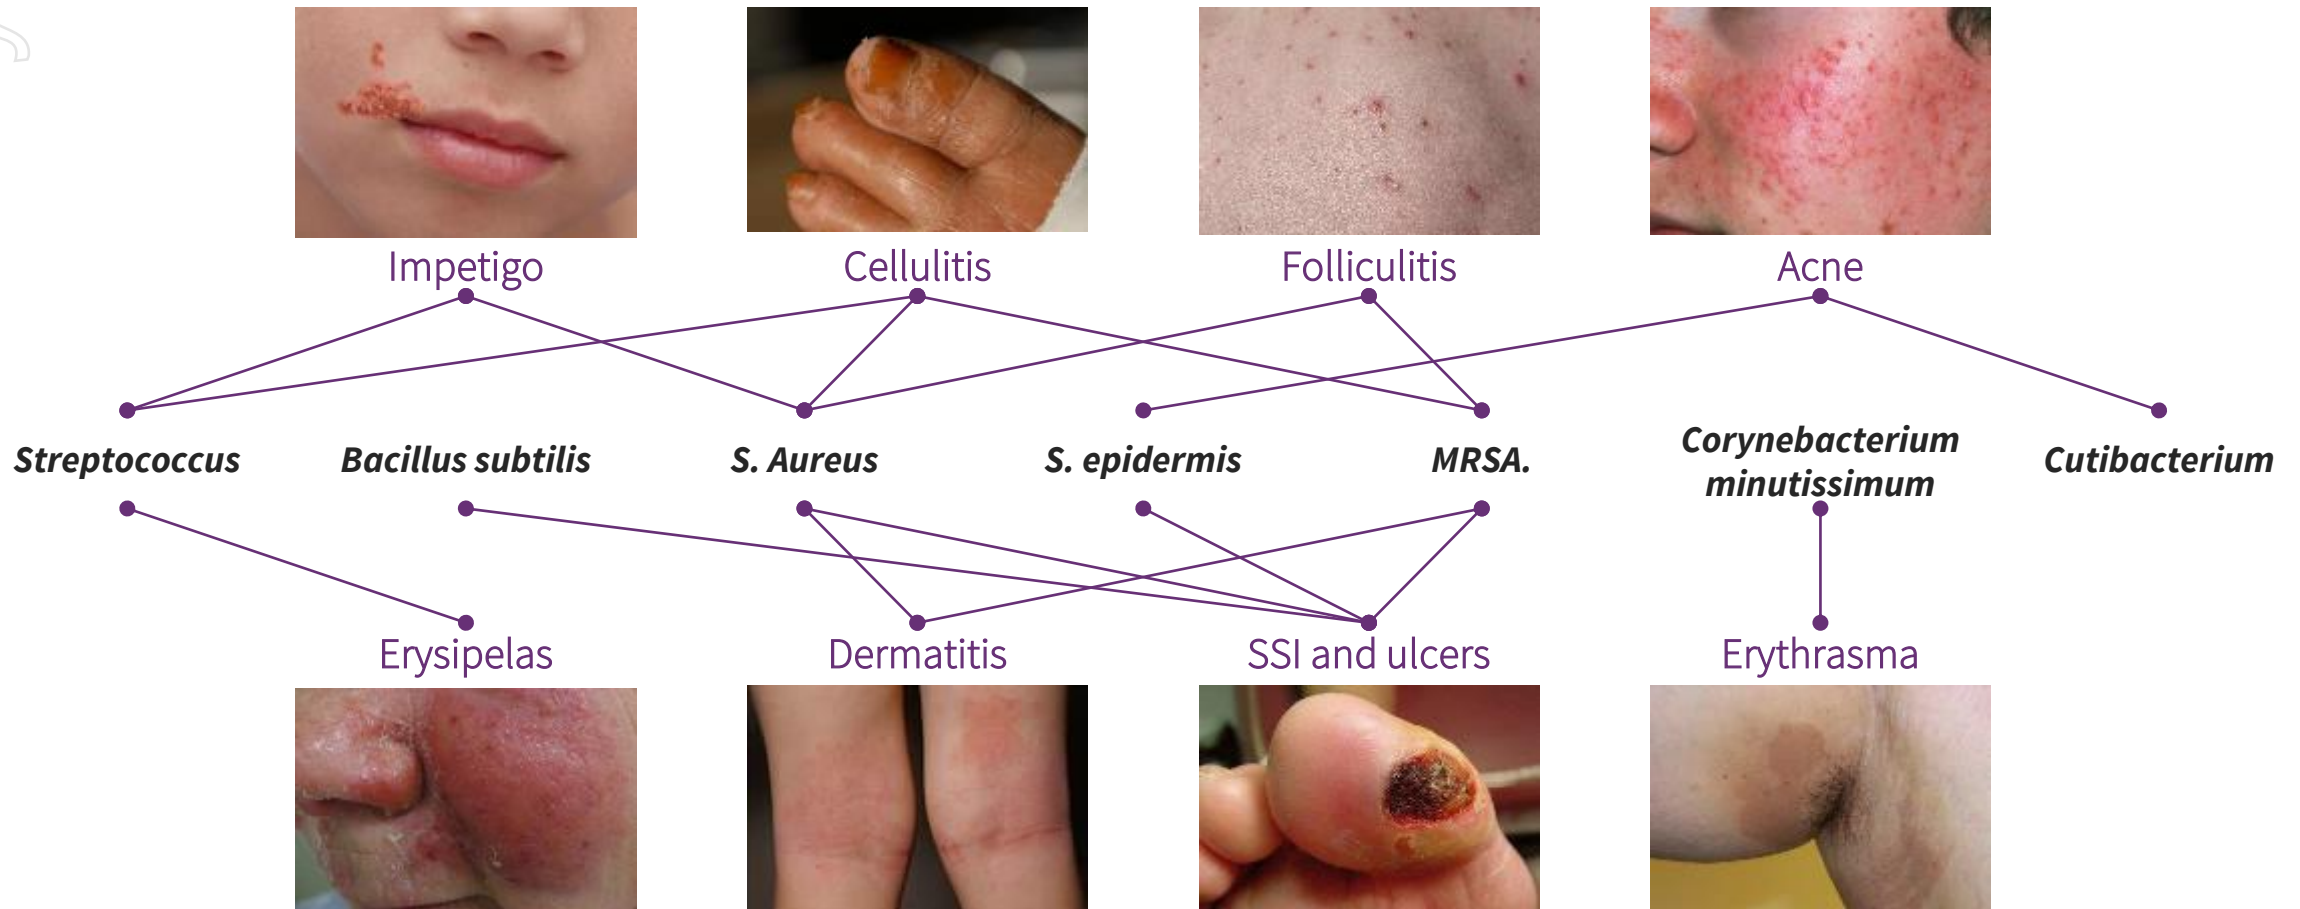 Impetigo
Cellulitis
Folliculitis
Acne
Streptococcus
Bacillus subtilis
S. Aureus
S. epidermis
MRSA.
Corynebacterium
minutissimum
Cutibacterium
Erysipelas
Dermatitis
SSI and ulcers
Erythrasma